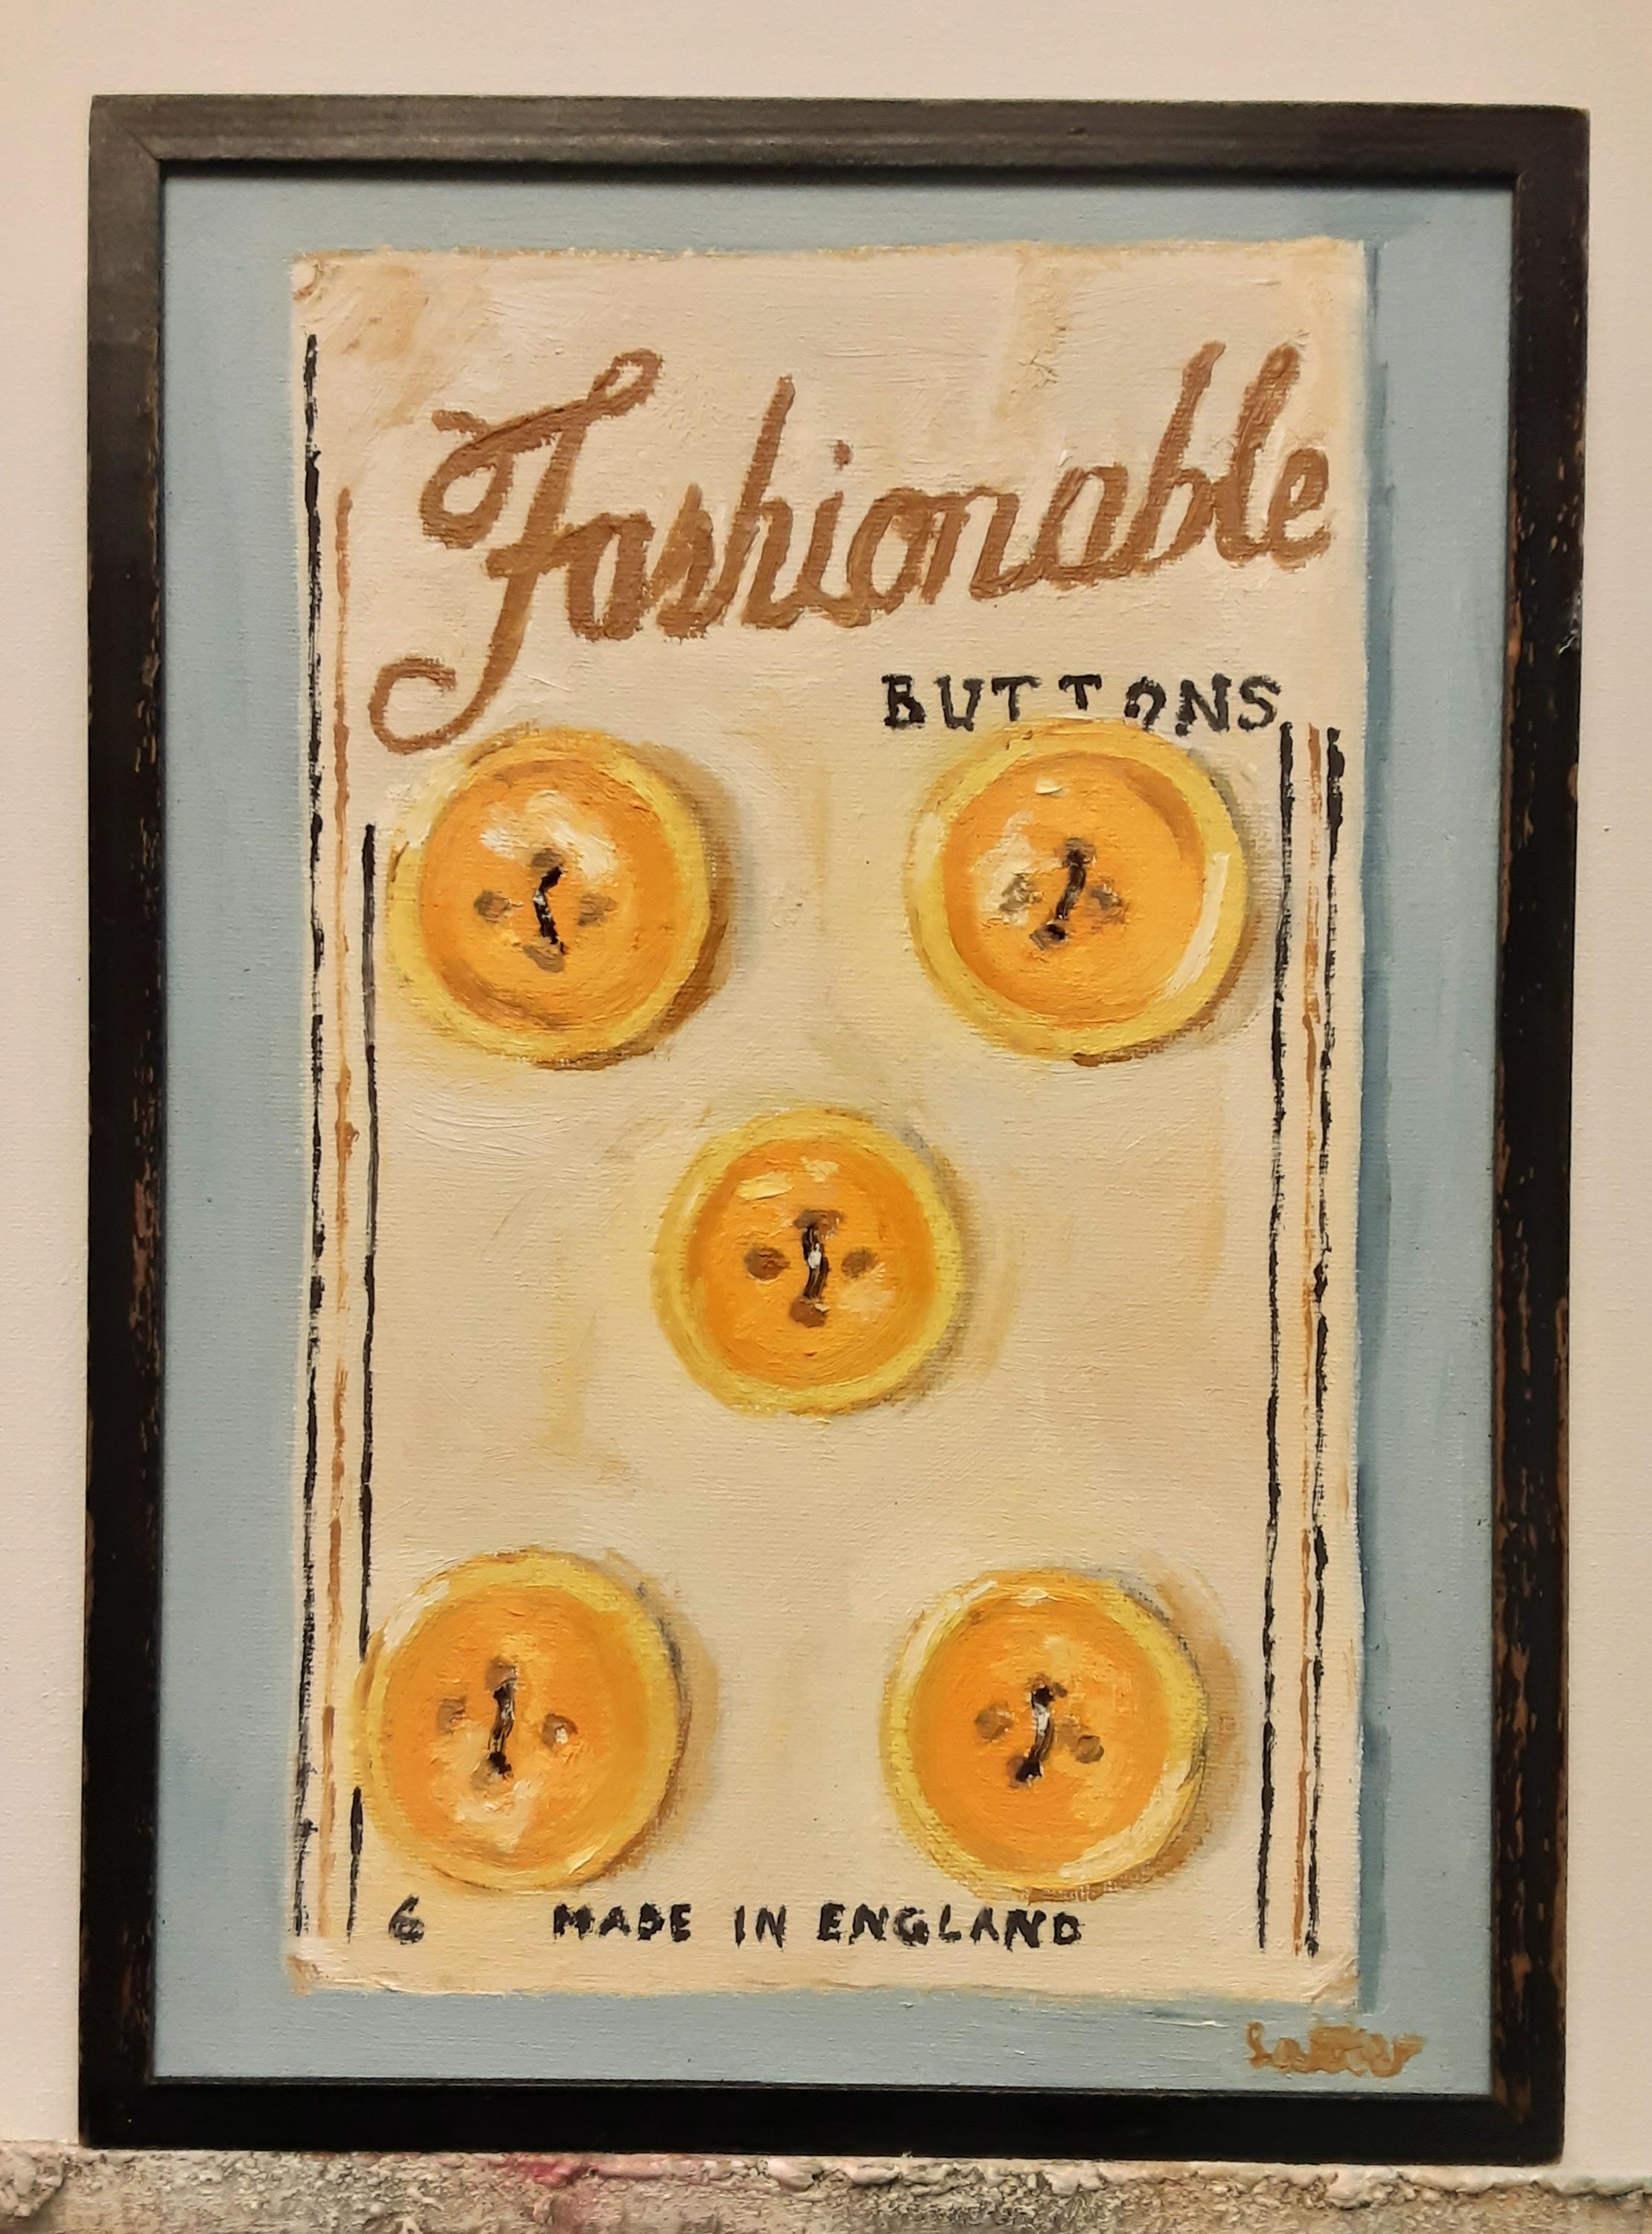 Fashionable
BUTTONS
6 MADE IN ENGLAND